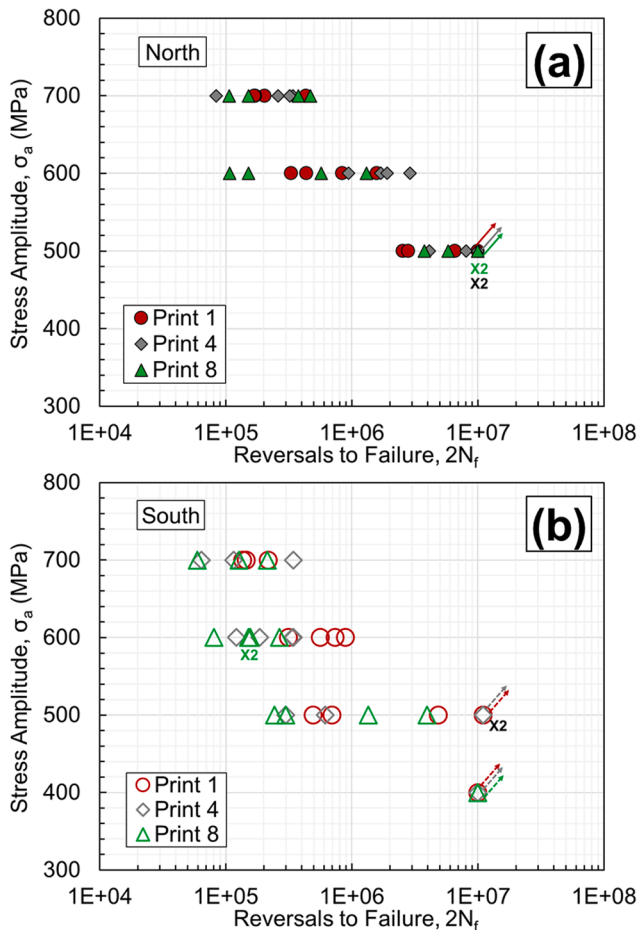 800
North
(a)
700
600
500
X2
X2
400
Print 1
Print 4
Print 8
300
Stress Amplitude, σa (MPa)
1E+04 1E+05 1E+06 1E+07 1E+08
Reversals to Failure, 2Nf
800
South
(b)
700
600
X2
500
X2
400
Print 1
Print 4
Print 8
300
Stress Amplitude, σa (MPa)
1E+04 1E+05 1E+06 1E+07 1E+08
Reversals to Failure, 2Nf